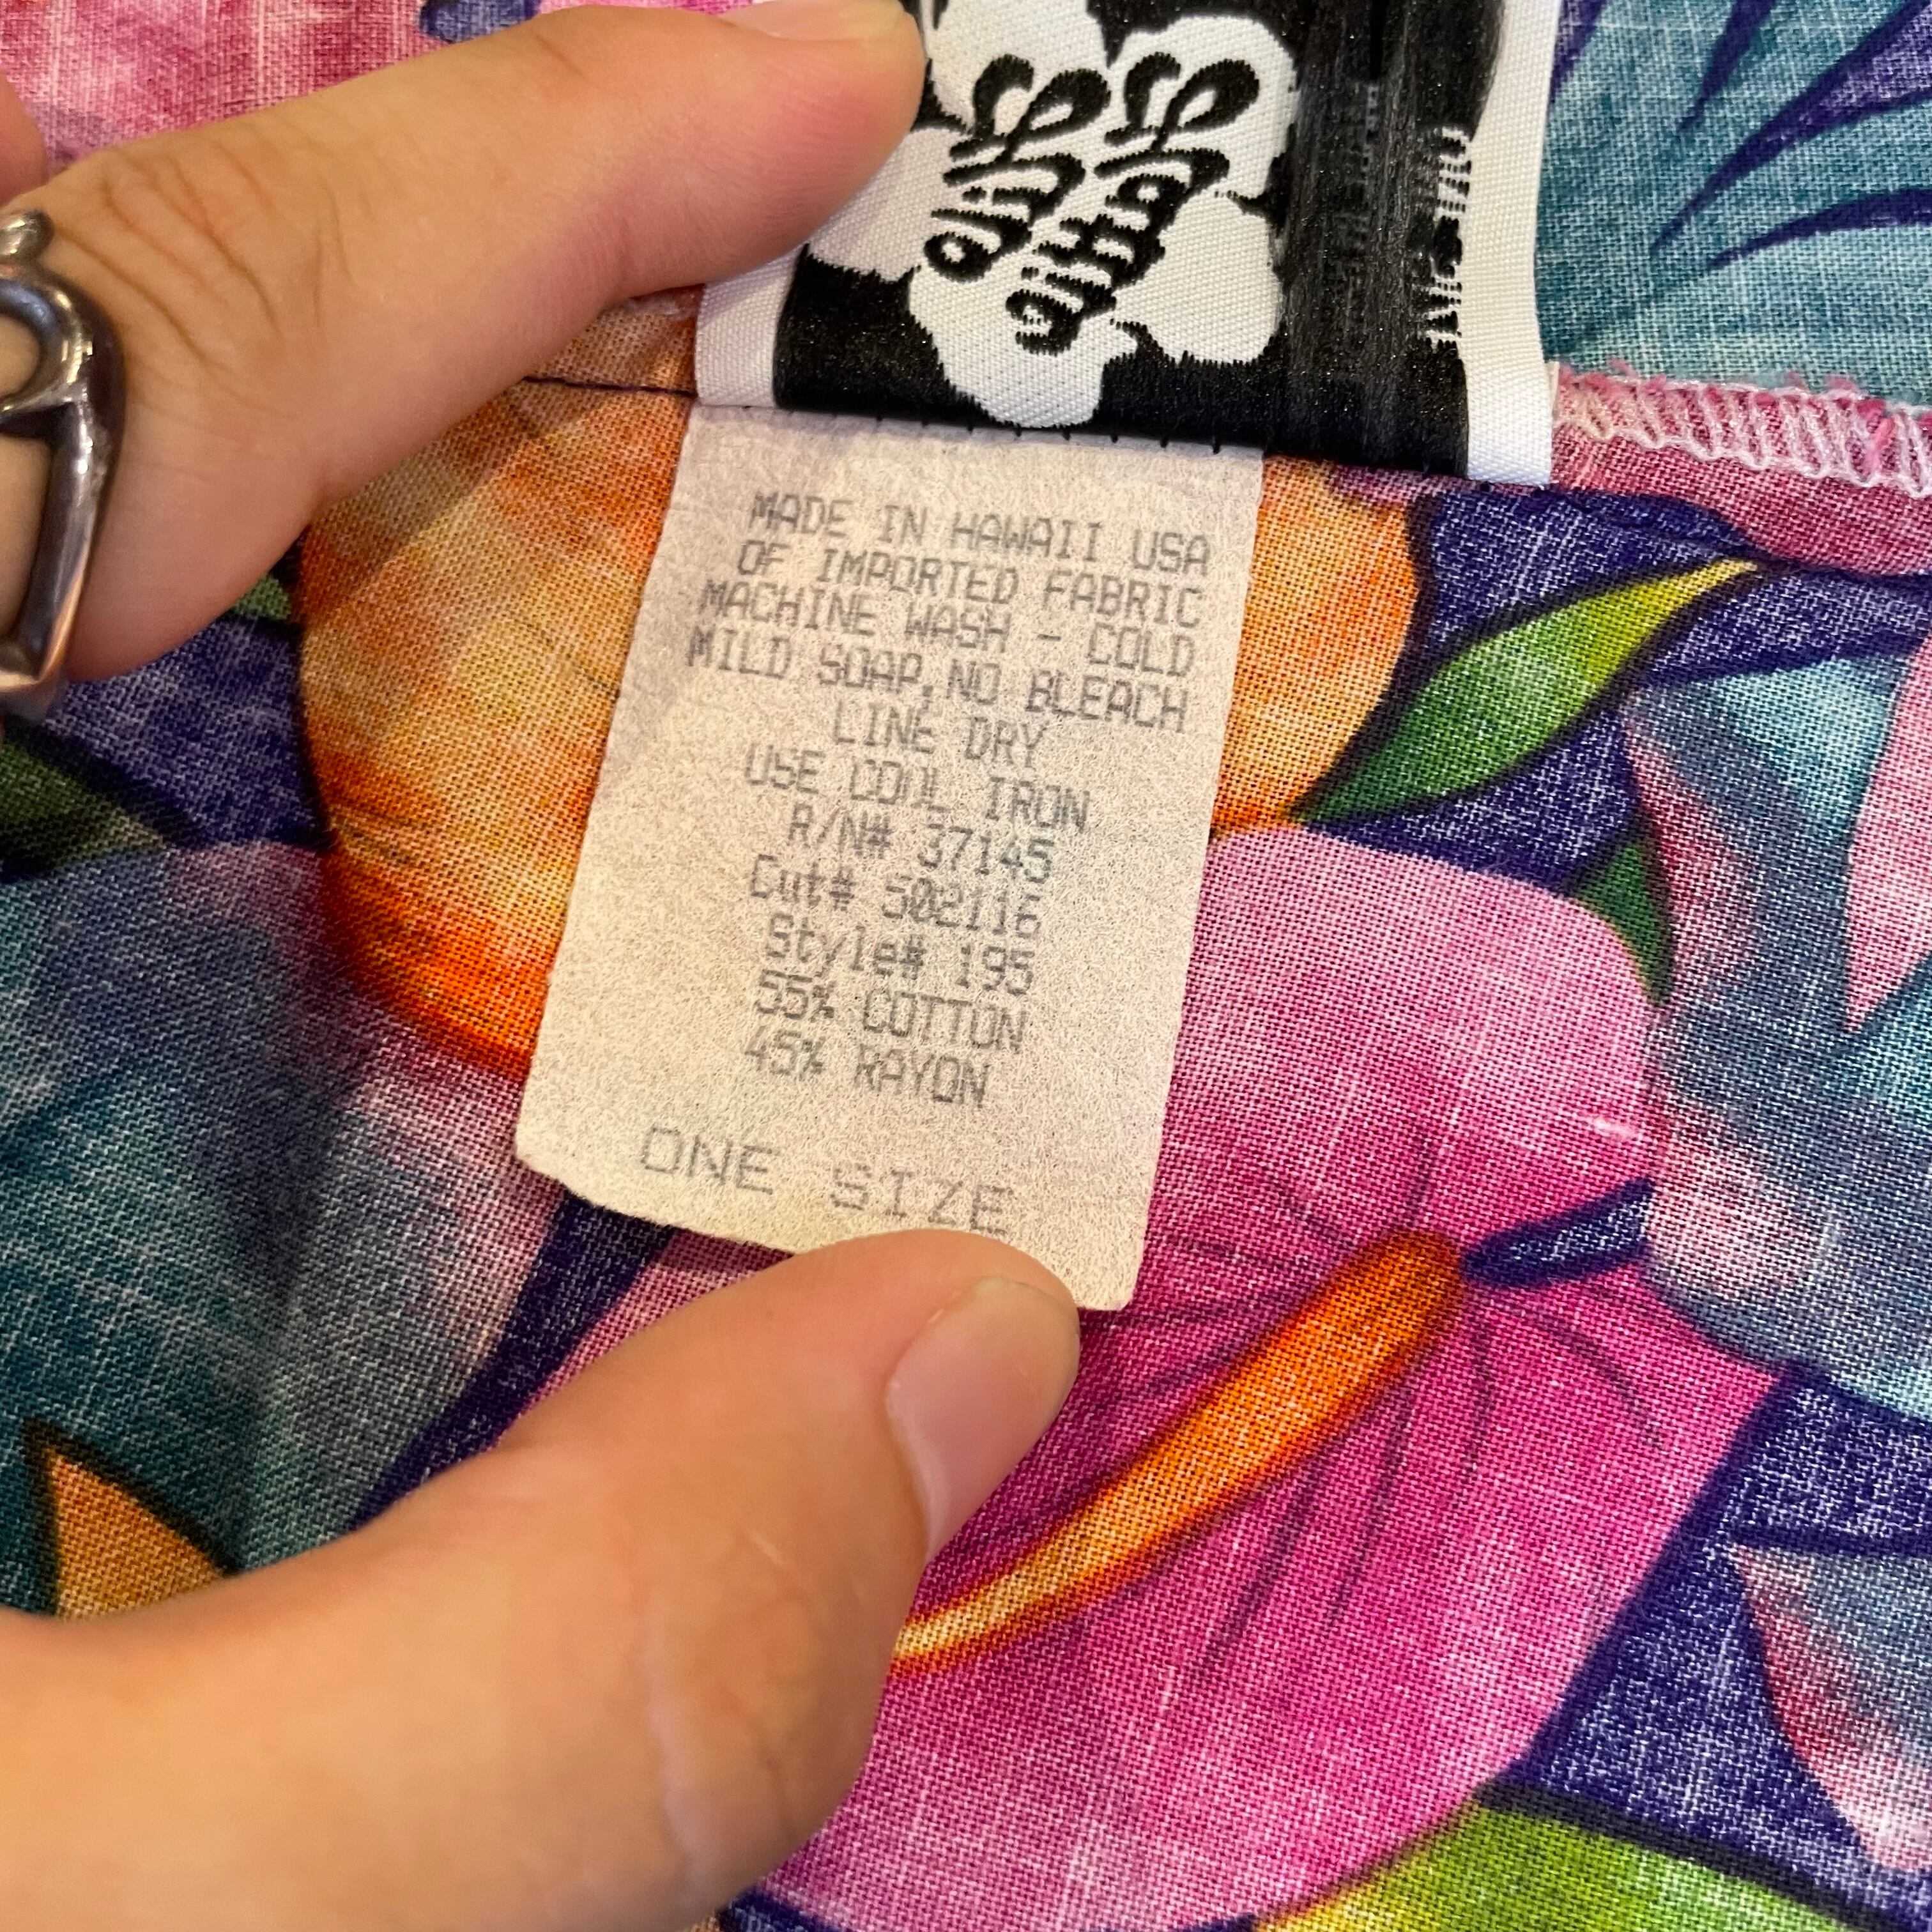 MADE IN HAWAII USA
OF IMPORTED FABRIC
MACHINE WASH - COLD
MILD SOAP, NO BLEACH
LINE DRY
USE COOL IRON
R/N# 37145
Cut# 502116
Style# 195
55% COTTON
45% RAYON
ONE SIZE